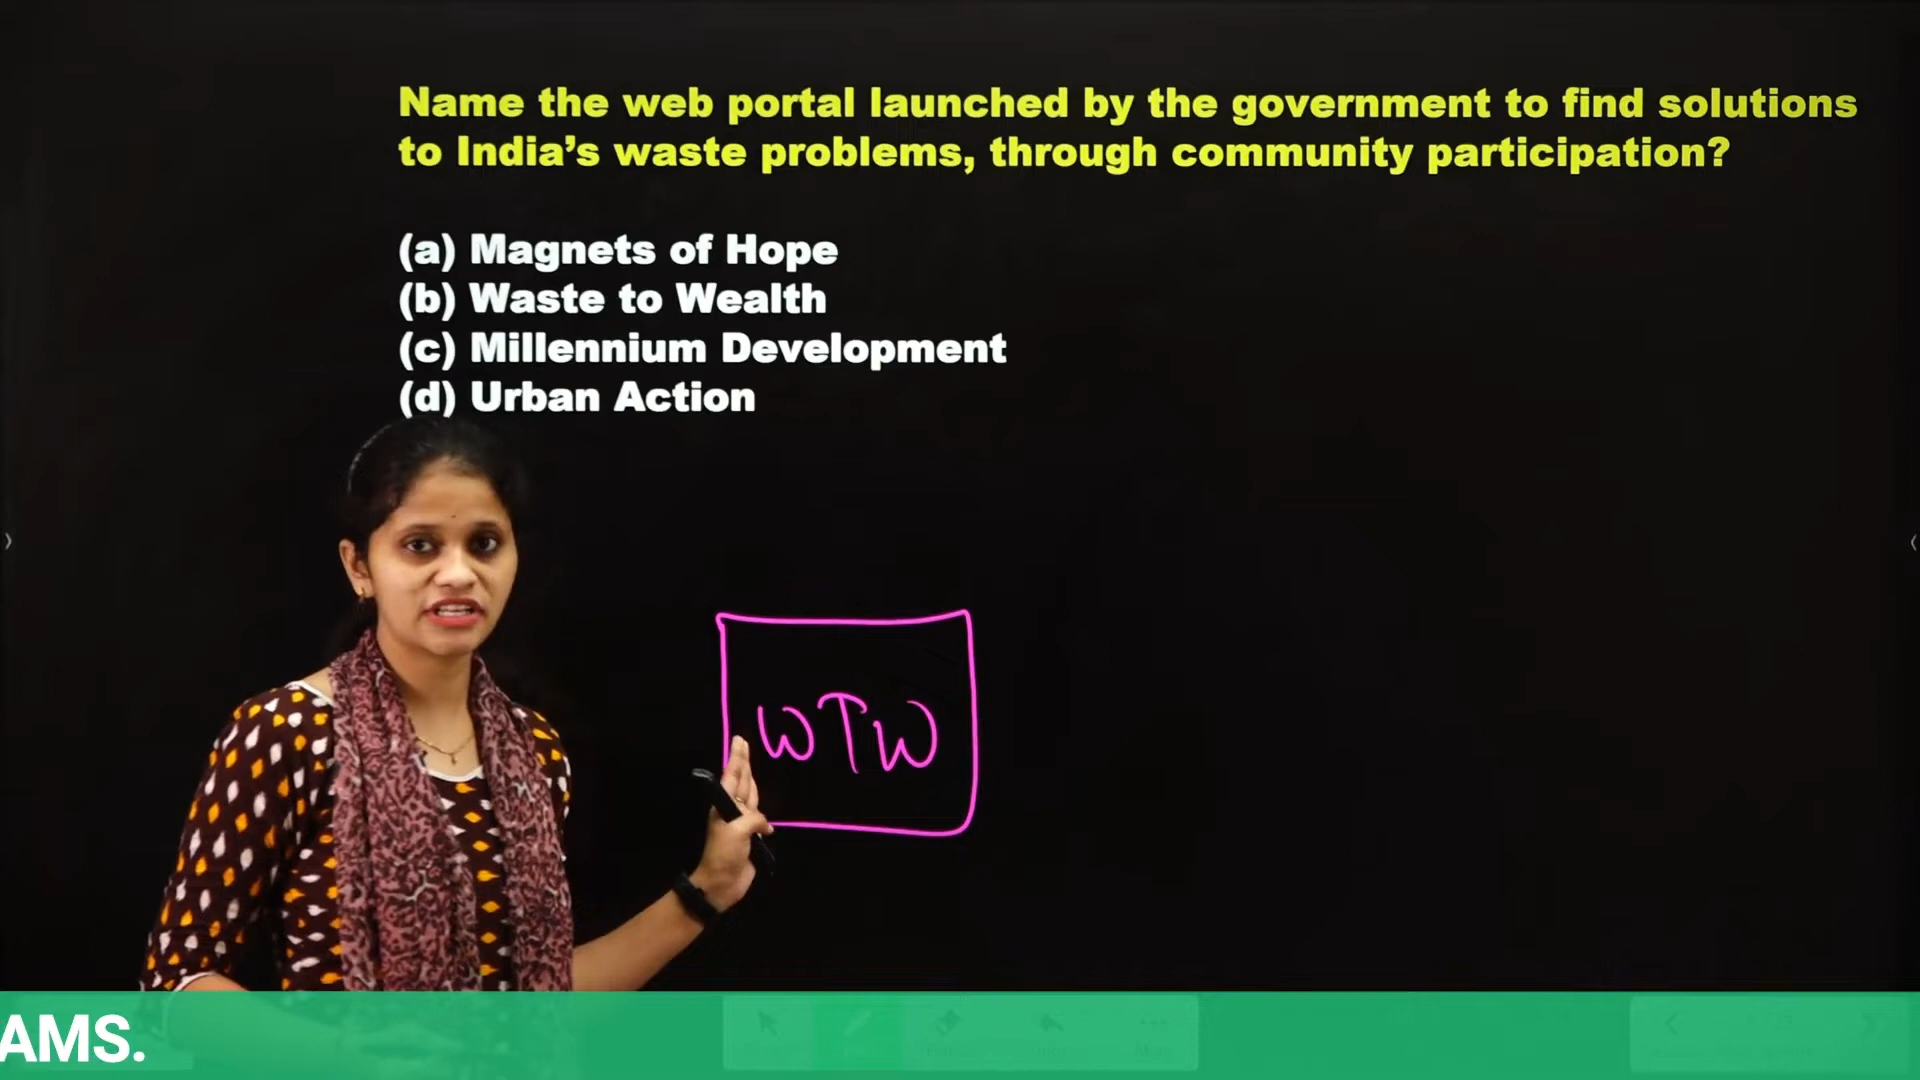 Name the web portal launched by the government to find solutions
to India’s waste problems, through community participation?
(a) Magnets of Hope
(b) Waste to Wealth
(c) Millennium Development
(d) Urban Action
WTW
AMS.